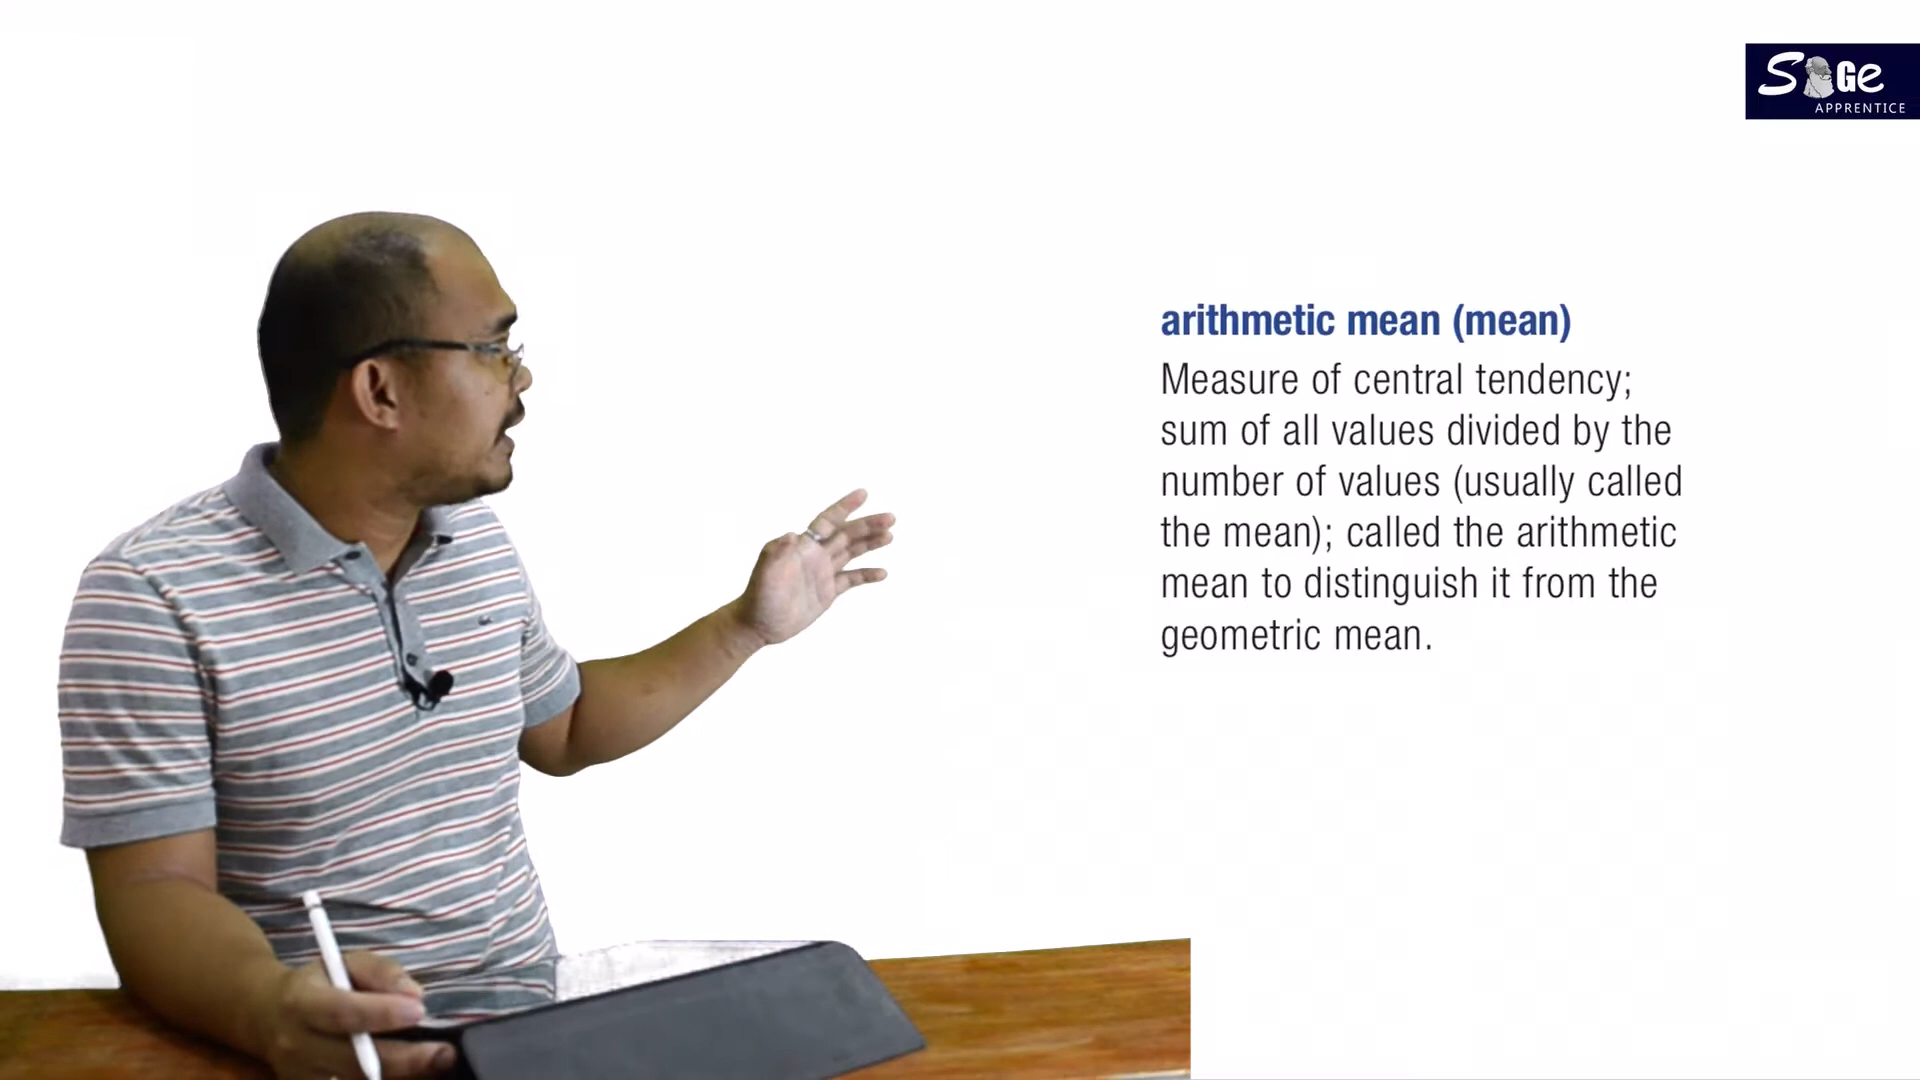 SAGe
APPRENTICE
arithmetic mean (mean)
Measure of central tendency;
sum of all values divided by the
number of values (usually called
the mean); called the arithmetic
mean to distinguish it from the
geometric mean.